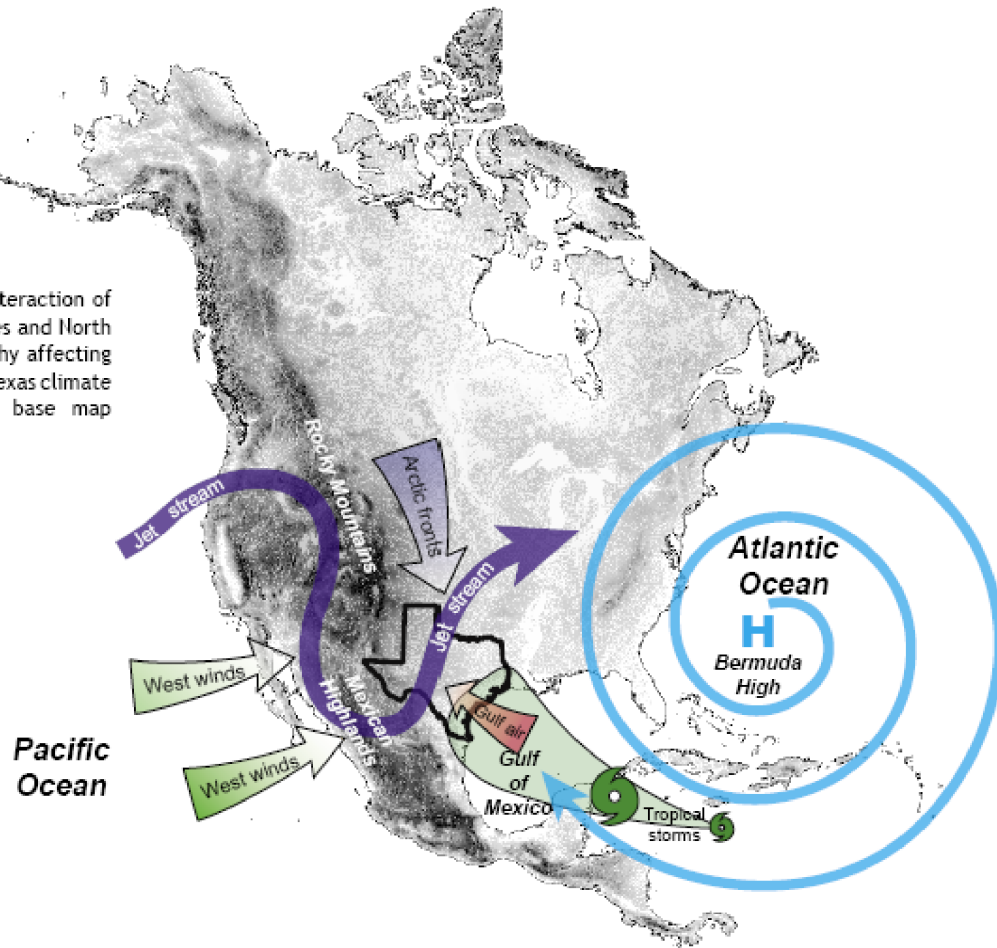 teraction of
es and North
hy affecting
exas climate
base map
Rocky Mountains
Arctic fronts
Jet stream
Jet stream
Atlantic
Ocean
H
Bermuda
High
West winds
Mexican
Highlands
Gulf air
West winds
Pacific
Ocean
Gulf
of
Mexico
Tropical
storms